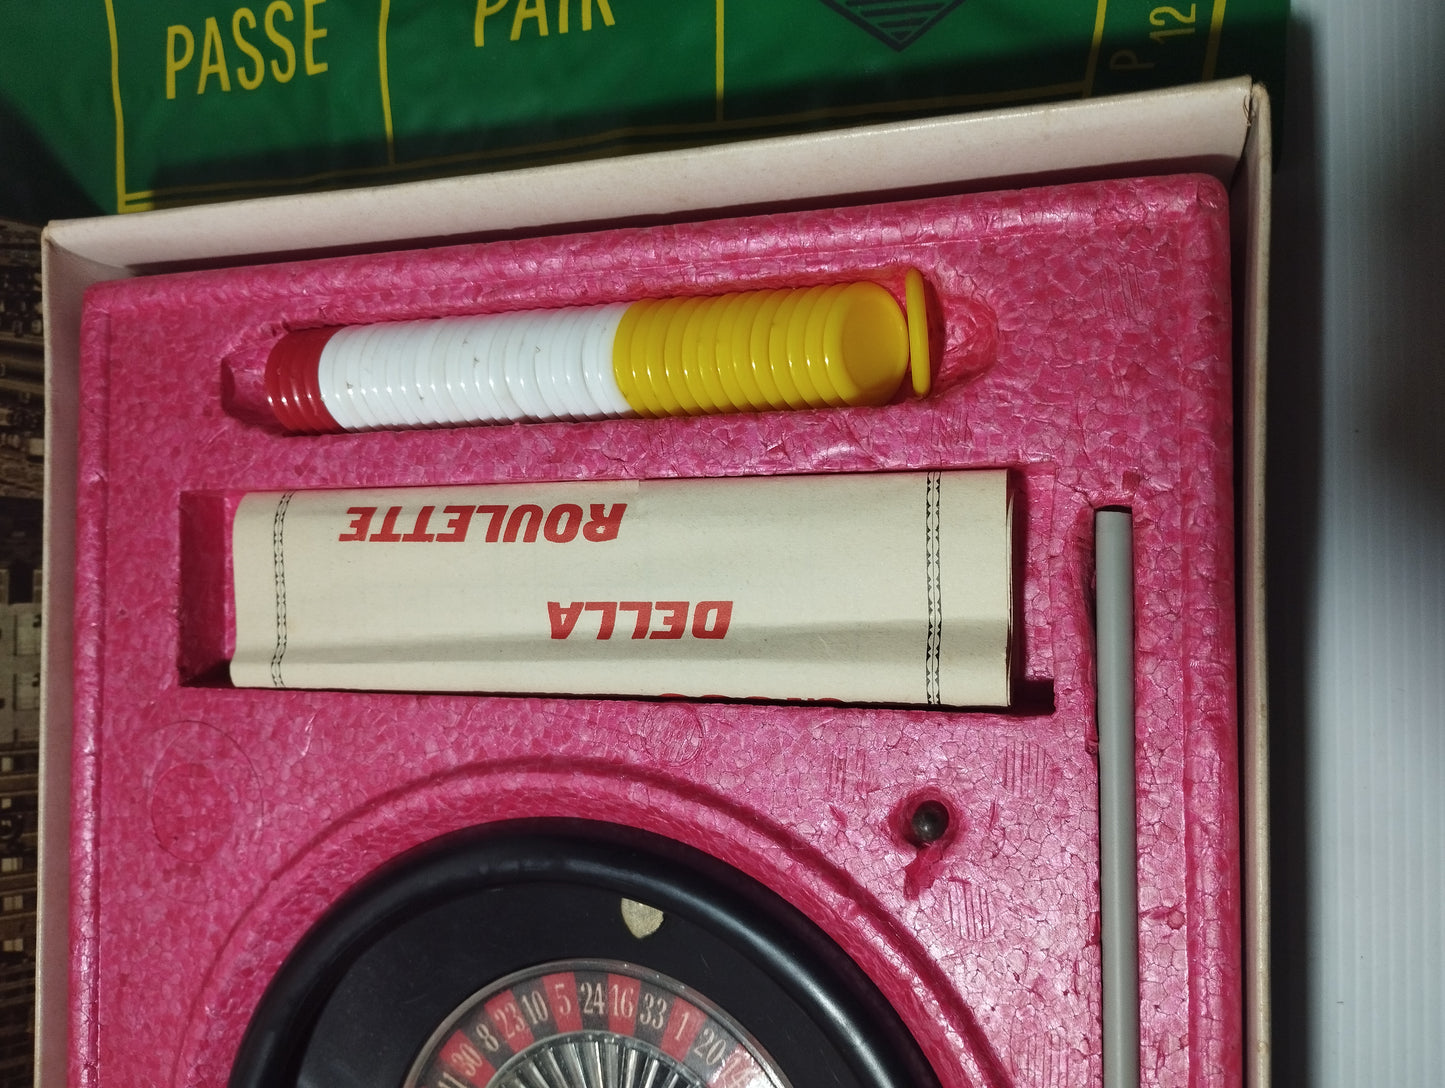 PASSE
PAIR
P
12
ROULETTE
DELLA
30 8 23 10 5 24 16 33 1 20